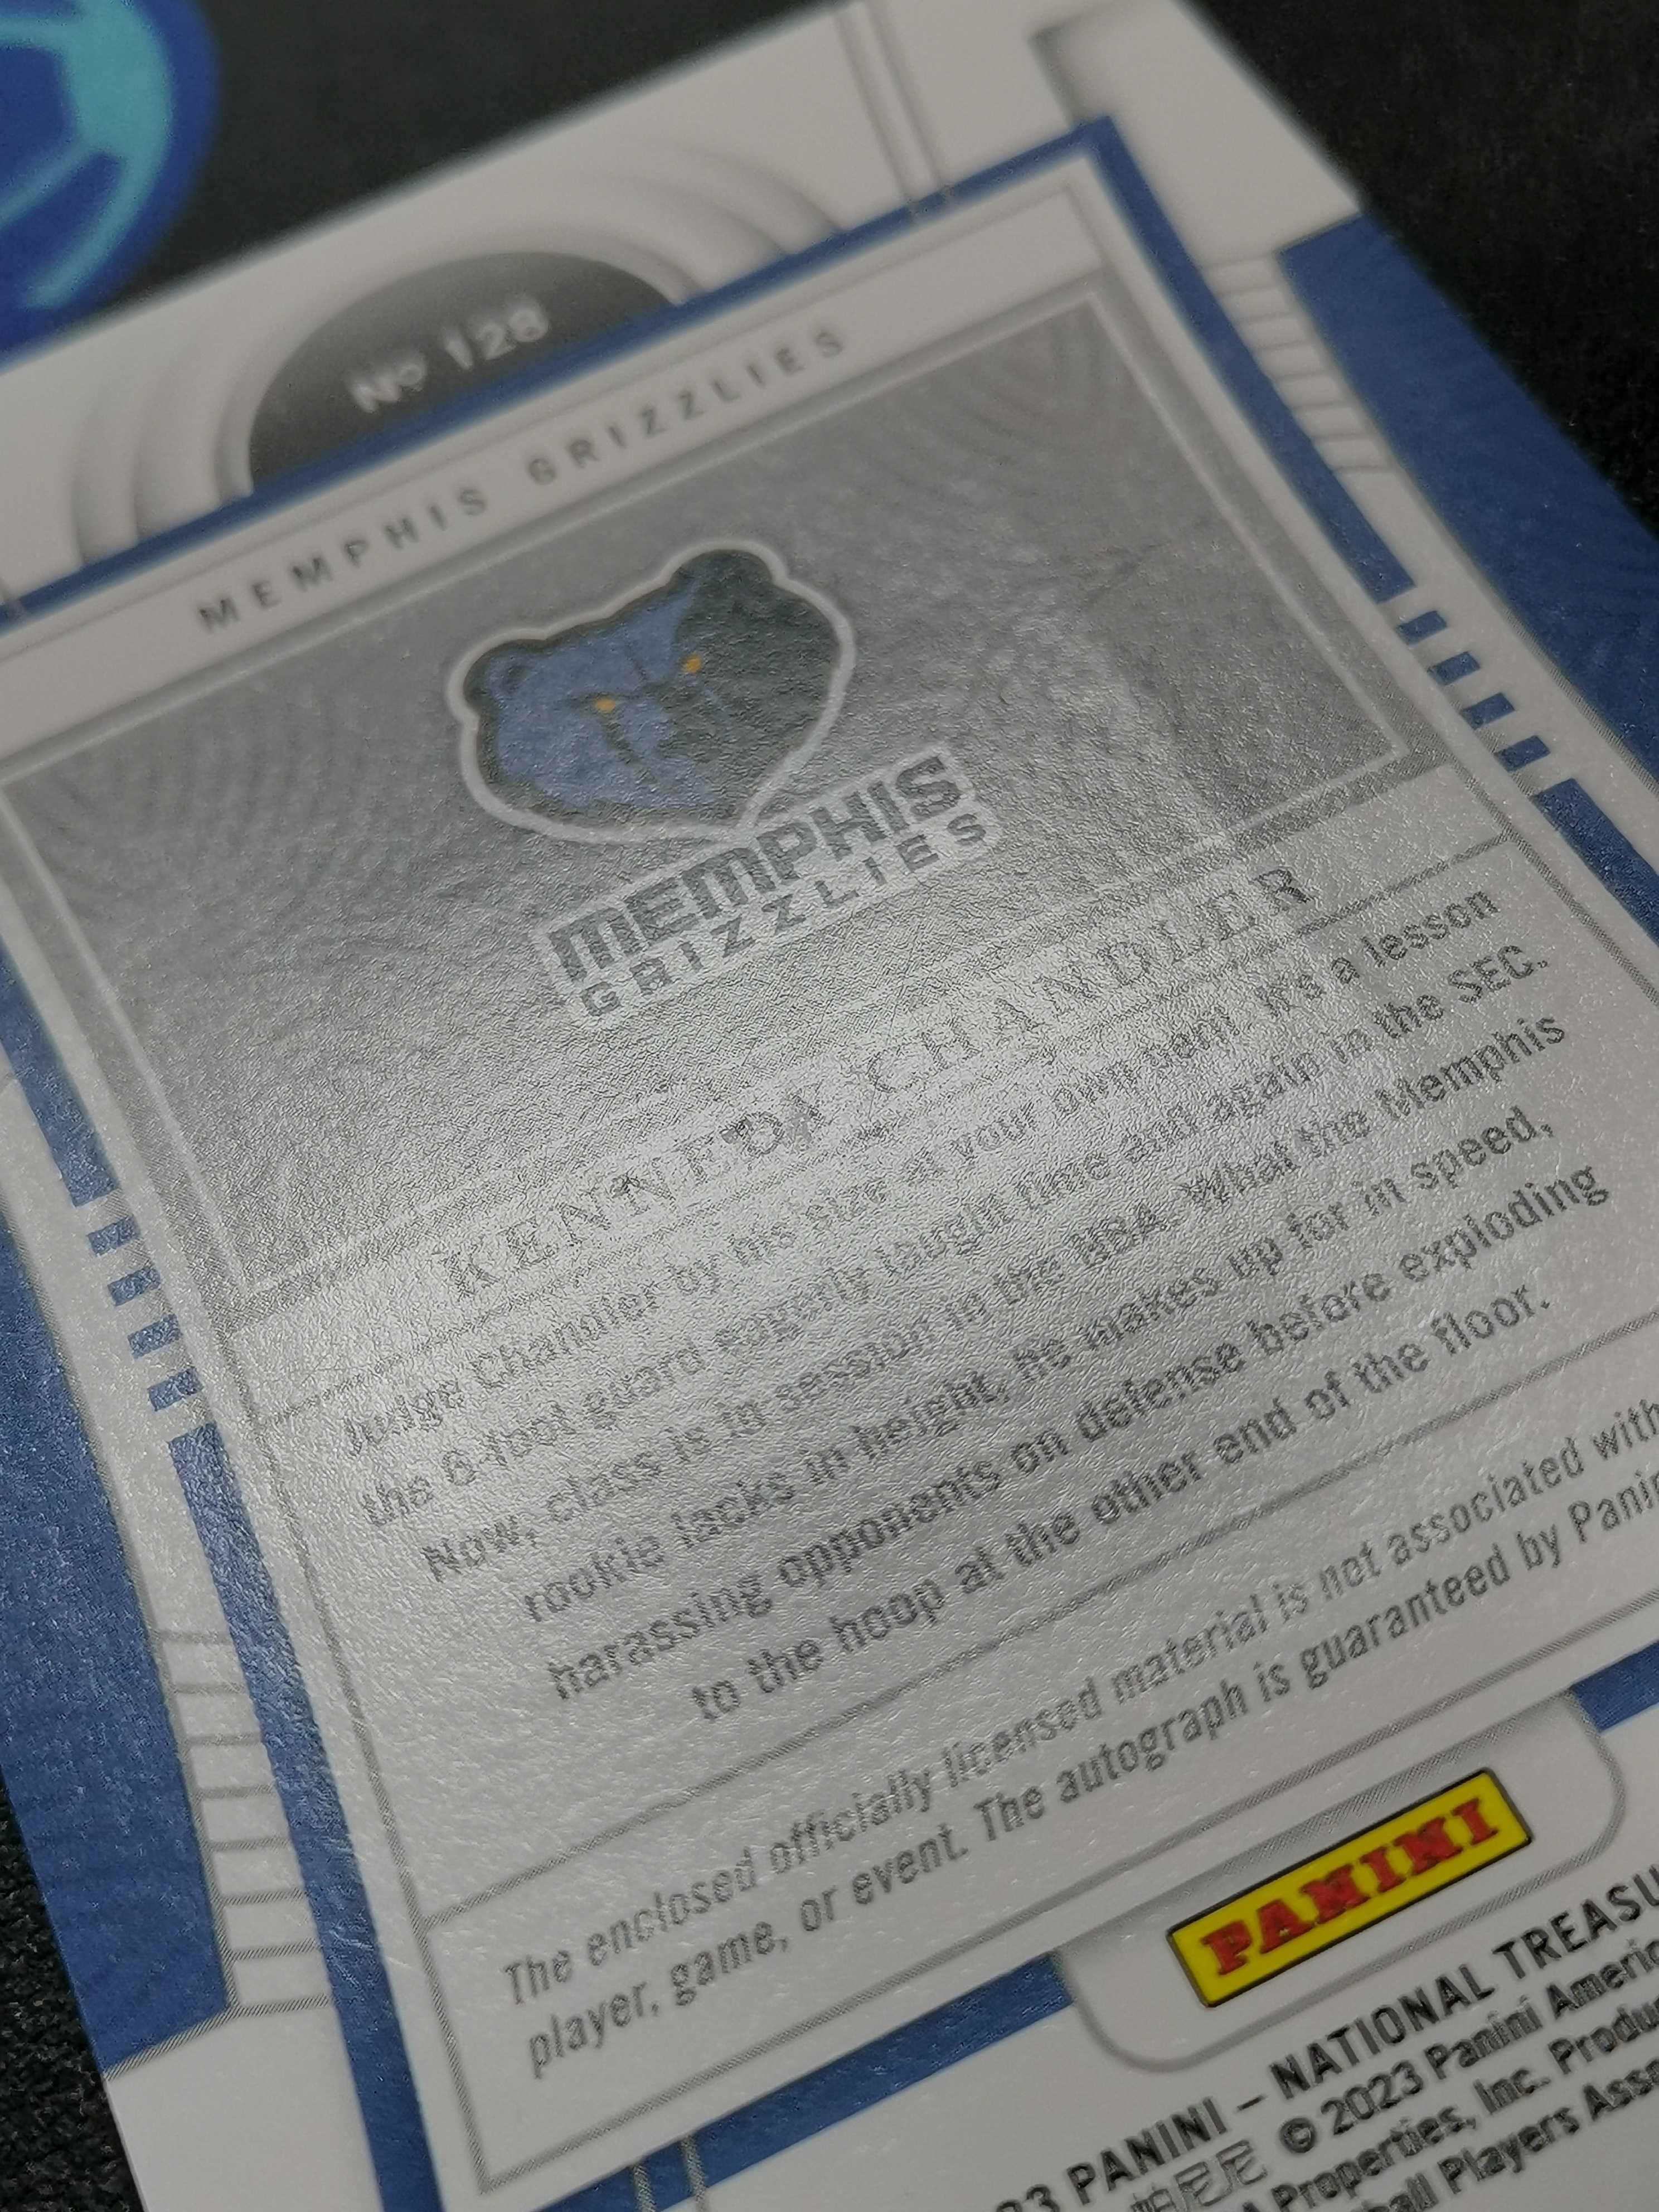 Nº 128
MEMPHIS GRIZZLIES
MEMPHIS
GRIZZLIES
KENNEDY CHANDLER
Judge Chandler by his size at your own peril. It's a lesson
the 6-foot guard eagerly taught time and again in the SEC.
Now, class is in session in the NBA. What the Memphis
rookie lacks in height, he makes up for in speed,
harassing opponents on defense before exploding
to the hoop at the other end of the floor.
The enclosed officially licensed material is not associated with
player, game, or event. The autograph is guaranteed by Panin
PANINI
23 PANINI – NATIONAL TREASU
© 2023 Panini Americ
Properties, Inc. Produ
ball Players Asso